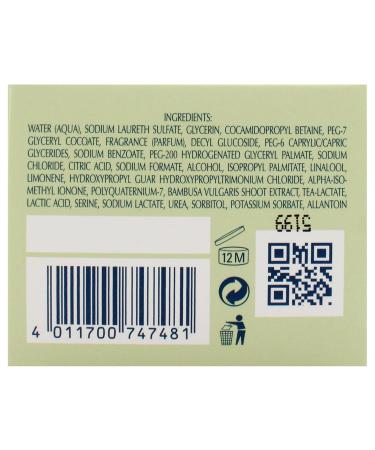 INGREDIENTS:
WATER (AQUA), SODIUM LAURETH SULFATE, GLYCERIN, COCAMIDOPROPYL BETAINE, PEG-7
GLYCERYL COCOATE, FRAGRANCE (PARFUM), DECYL GLUCOSIDE, PEG-6 CAPRYLIC/CAPRIC
GLYCERIDES, SODIUM BENZOATE, PEG-200 HYDROGENATED GLYCERYL PALMATE, SODIUM
CHLORIDE, CITRIC ACID, SODIUM FORMATE, ALCOHOL, ISOPROPYL PALMITATE, LINALOOL,
LIMONENE, HYDROXYPROPYL GUAR HYDROXYPROPYLTRIMONIUM CHLORIDE, ALPHA-ISO-
METHYL IONONE, POLYQUATERNIUM-7, BAMBUSA VULGARIS SHOOT EXTRACT, TEA-LACTATE,
LACTIC ACID, SERINE, SODIUM LACTATE, UREA, SORBITOL, POTASSIUM SORBATE, ALLANTOIN
5199
12 M
4 011700 747481